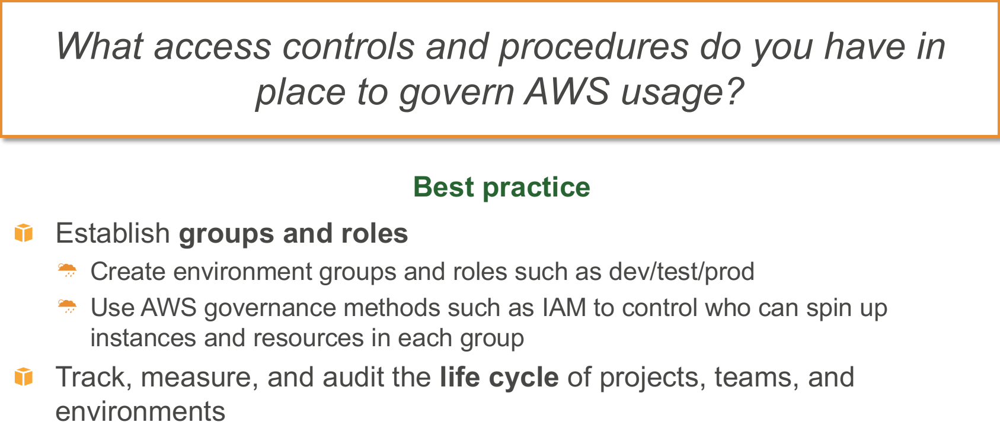 What access controls and procedures do you have in
place to govern AWS usage?
Best practice
Establish groups and roles
Create environment groups and roles such as dev/test/prod
Use AWS governance methods such as IAM to control who can spin up
instances and resources in each group
Track, measure, and audit the life cycle of projects, teams, and
environments